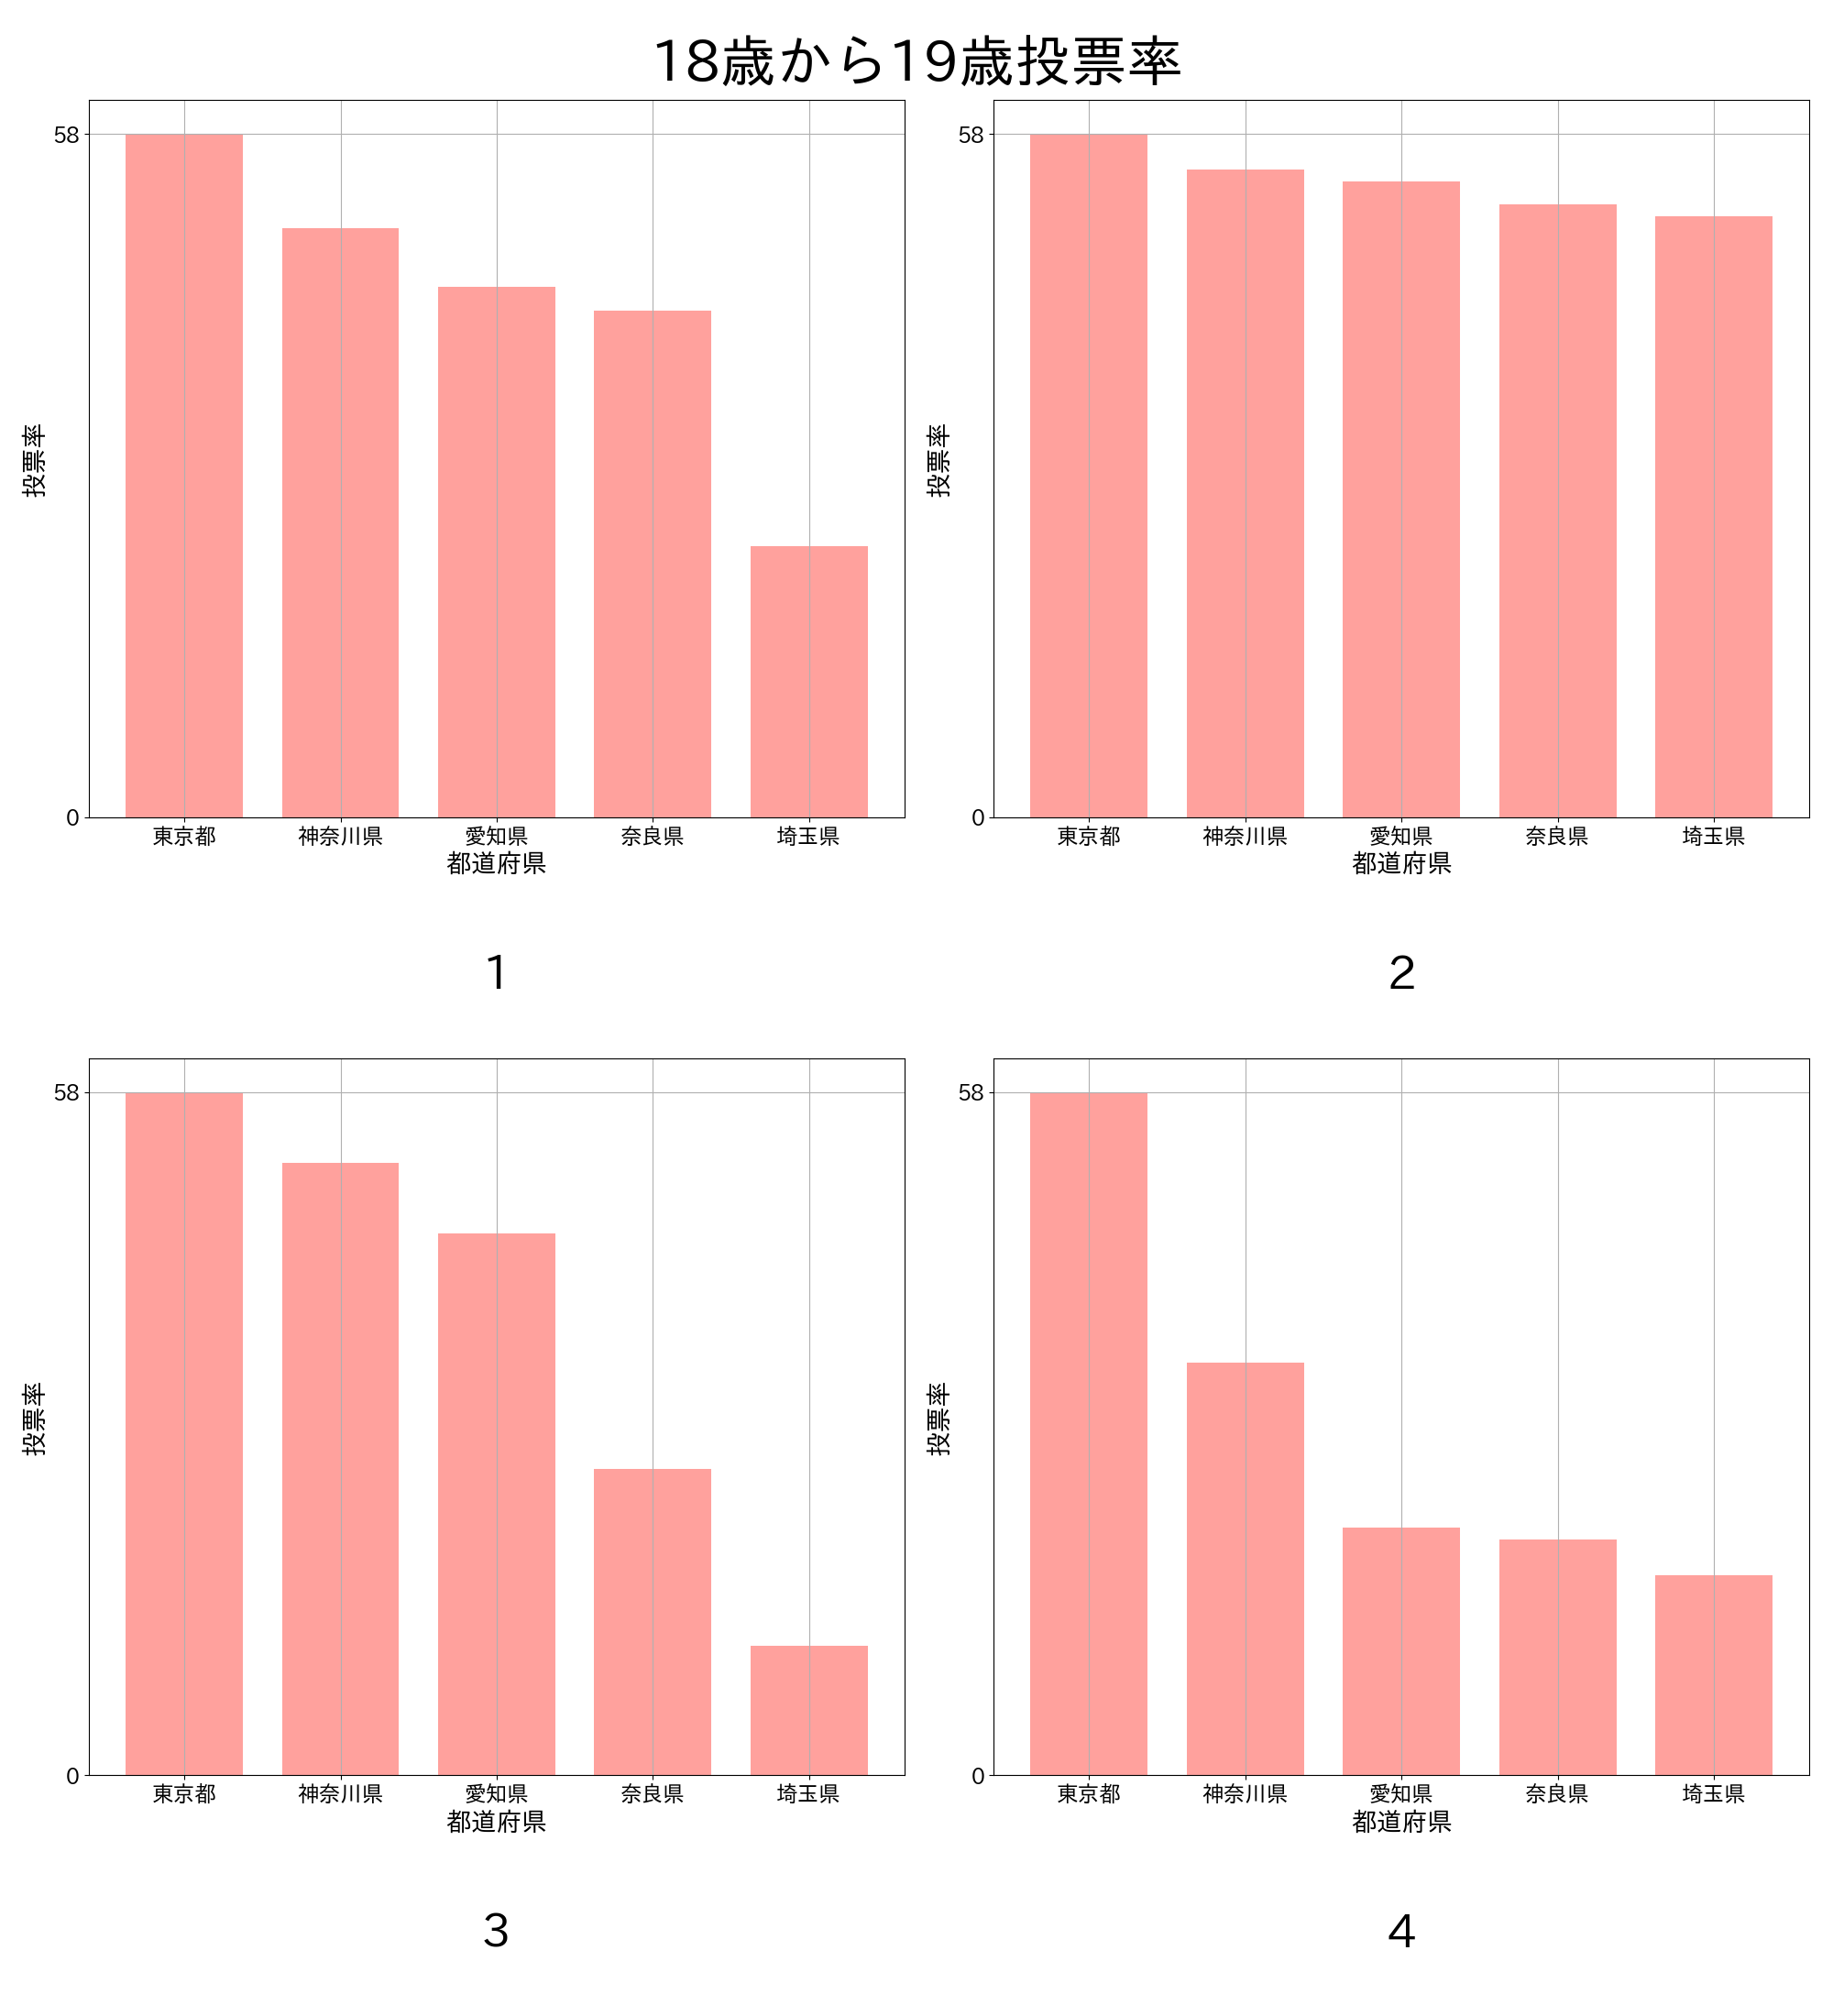 18歳から19歳投票率
58
0
投票率
東京都 神奈川県 愛知県 奈良県 埼玉県
都道府県
1
58
0
投票率
東京都 神奈川県 愛知県 奈良県 埼玉県
都道府県
2
58
0
投票率
東京都 神奈川県 愛知県 奈良県 埼玉県
都道府県
3
58
0
投票率
東京都 神奈川県 愛知県 奈良県 埼玉県
都道府県
4